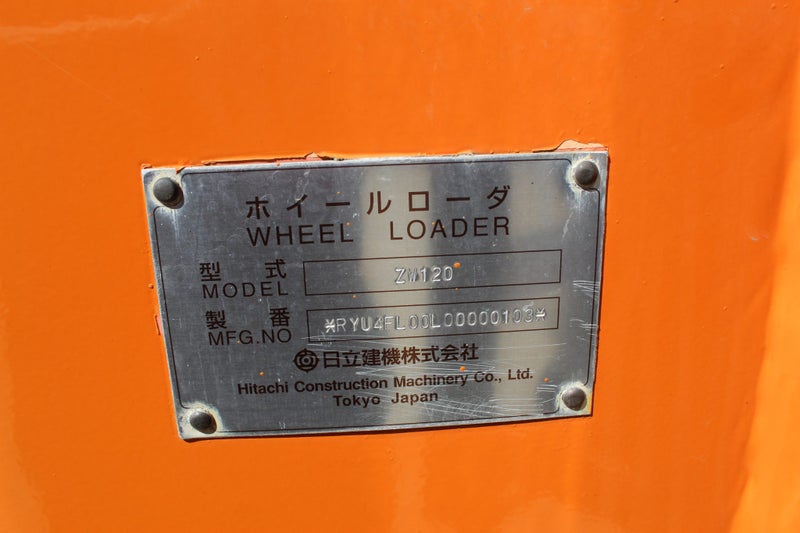 ホイールローダ
WHEEL LOADER
型式 ZW120
MODEL
製番 *RYU4FL00L00000103*
MFG.NO
日立建機株式会社
Hitachi Construction Machinery Co., Ltd.
Tokyo Japan